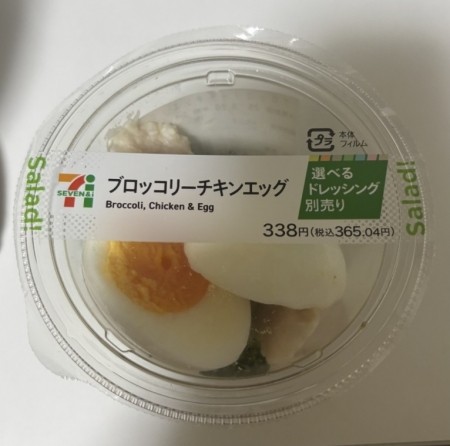 プラ
本体
フィルム
Salad!
Salad!
SEVEN&i
ブロッコリーチキンエッグ
Broccoli, Chicken & Egg
選べる
ドレッシング
別売り
338円(税込365.04円)